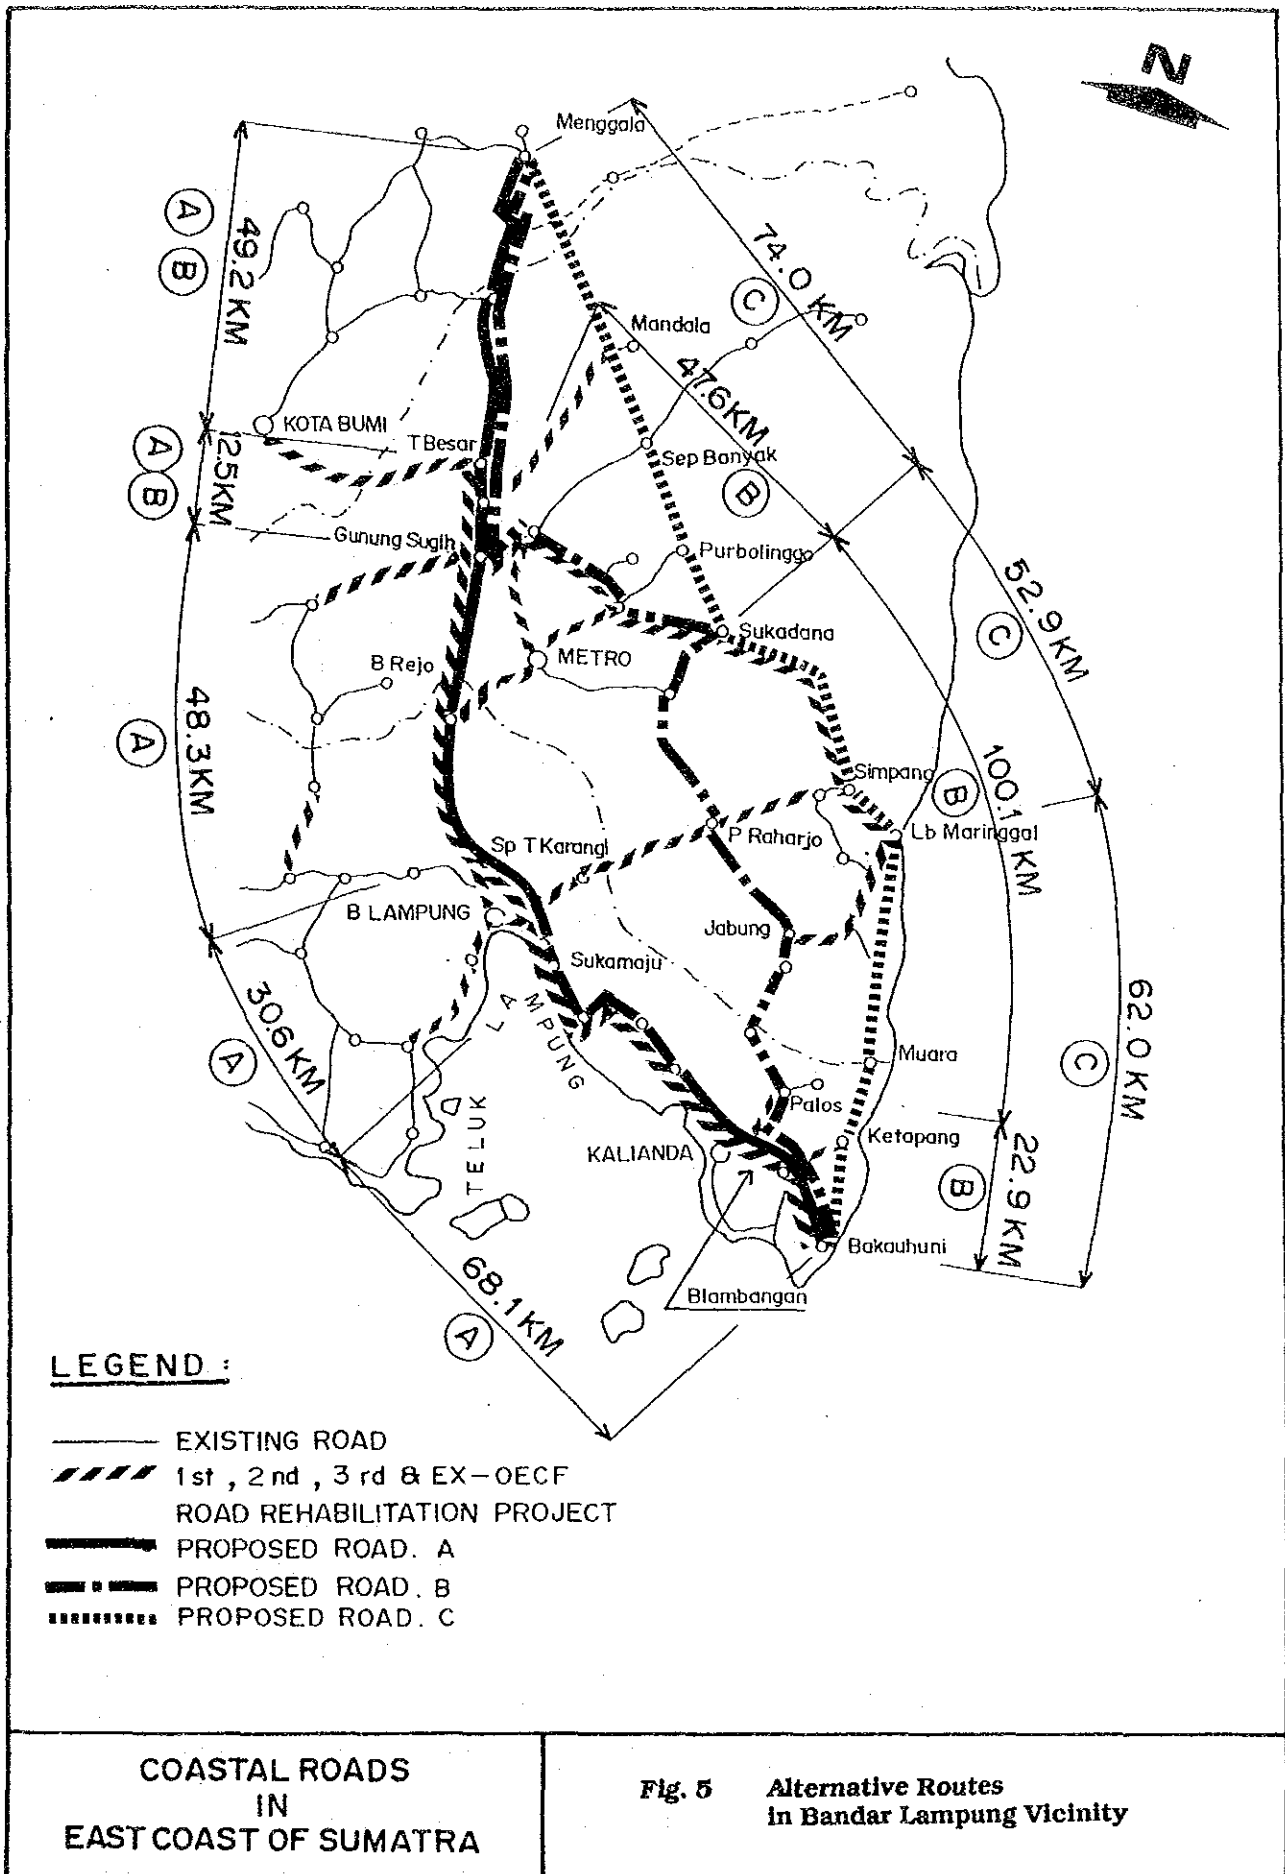 N
Menggala
74.0 KM
C
A
B
49.2 KM
Mandala
47.6 KM
B
KOTA BUMI
T Besar
A
B
12.5 KM
Sep Banyak
Gunung Sugih
Purbolinggo
52.9 KM
C
Sukadana
METRO
B Rejo
48.3 KM
A
Simpang
B
100.1 KM
Lb Maringgal
P Raharjo
Sp T Karang
B LAMPUNG
Jabung
Sukamaju
30.6 KM
A
LAMPUNG
TELUK
62.0 KM
C
Muara
Palos
Ketapang
KALIANDA
22.9 KM
B
Bakauhuni
Blambangan
68.1 KM
A
LEGEND :
EXISTING ROAD
1st , 2nd , 3rd & EX-OECF
ROAD REHABILITATION PROJECT
PROPOSED ROAD. A
PROPOSED ROAD. B
PROPOSED ROAD. C
COASTAL ROADS
IN
EAST COAST OF SUMATRA
Fig. 5 Alternative Routes
in Bandar Lampung Vicinity